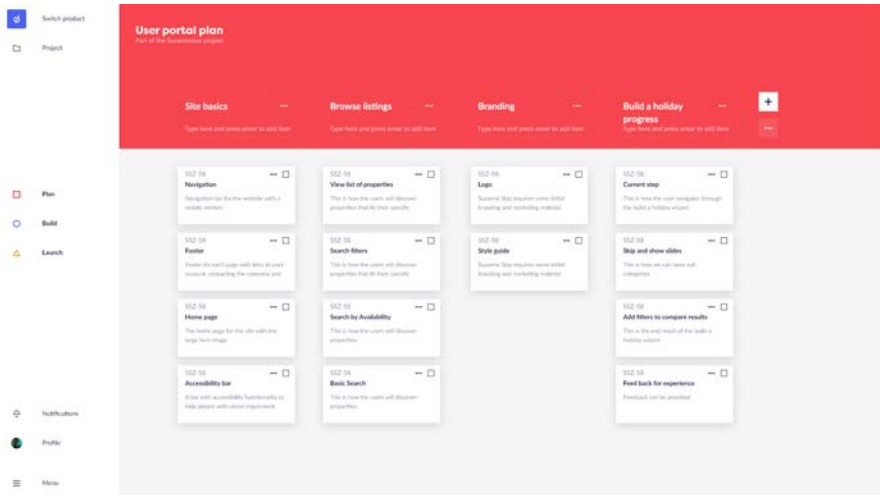 Switch product
Project
Plan
Build
Launch
Notifications
Profile
Menu
User portal plan
Part of the project
Site basics
Type here and press enter to add item
Browse listings
Type here and press enter to add item
Branding
Type here and press enter to add item
Build a holiday
progress
Type here and press enter to add item
SSZ-56
Navigation
Navigation bar for the website with a
mobile version
SSZ-56
Footer
Footer for each page with links to your
account, contacting the company and
SSZ-56
Home page
The home page for the site with the
large hero image
SSZ-56
Accessibility bar
A bar with accessibility functionality to
help people with visual impairment
SSZ-56
View list of properties
This is how the users will discover
properties that fit their specific
SSZ-56
Search filters
This is how the users will discover
properties that fit their specific
SSZ-56
Search by Availability
This is how the users will discover
properties.
SSZ-56
Basic Search
This is how the users will discover
properties.
SSZ-56
Logo
requires some initial
branding and marketing material
SSZ-56
Style guide
requires some initial
branding and marketing material
SSZ-56
Current step
This is how the user navigates through
the build a holiday wizard
SSZ-56
Skip and show slides
This is how we can have sub
categories
SSZ-56
Add filters to compare results
This is the end result of the build a
holiday wizard
SSZ-56
Feed back for experience
Feedback can be provided